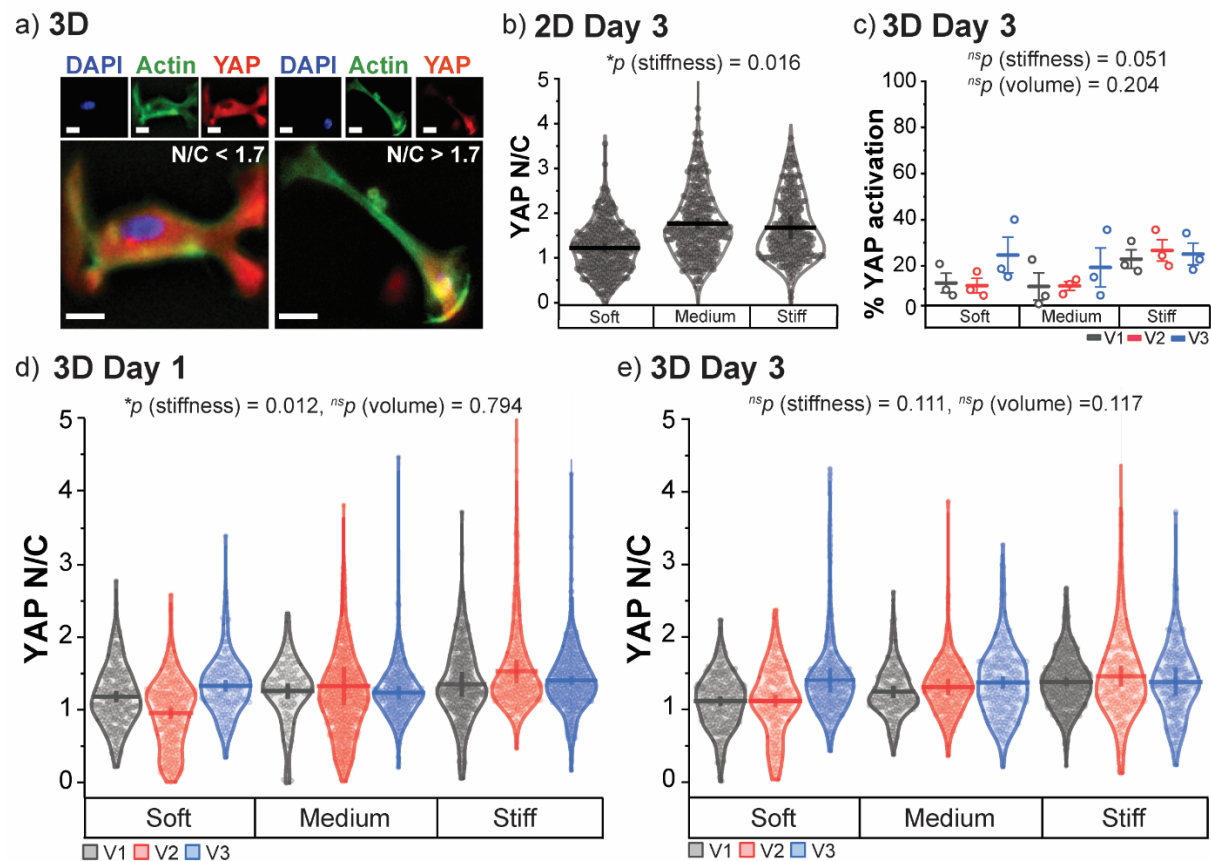 a) 3D
DAPI Actin YAP DAPI Actin YAP
N/C < 1.7
N/C > 1.7
b) 2D Day 3
*p (stiffness) = 0.016
YAP N/C
5
4
3
2
1
0
Soft Medium Stiff
c) 3D Day 3
nsp (stiffness) = 0.051
nsp (volume) = 0.204
% YAP activation
100
80
60
40
20
0
Soft Medium Stiff
V1 V2 V3
d) 3D Day 1
*p (stiffness) = 0.012, nsp (volume) = 0.794
YAP N/C
5
4
3
2
1
0
Soft Medium Stiff
V1 V2 V3
e) 3D Day 3
nsp (stiffness) = 0.111, nsp (volume) =0.117
YAP N/C
5
4
3
2
1
0
Soft Medium Stiff
V1 V2 V3